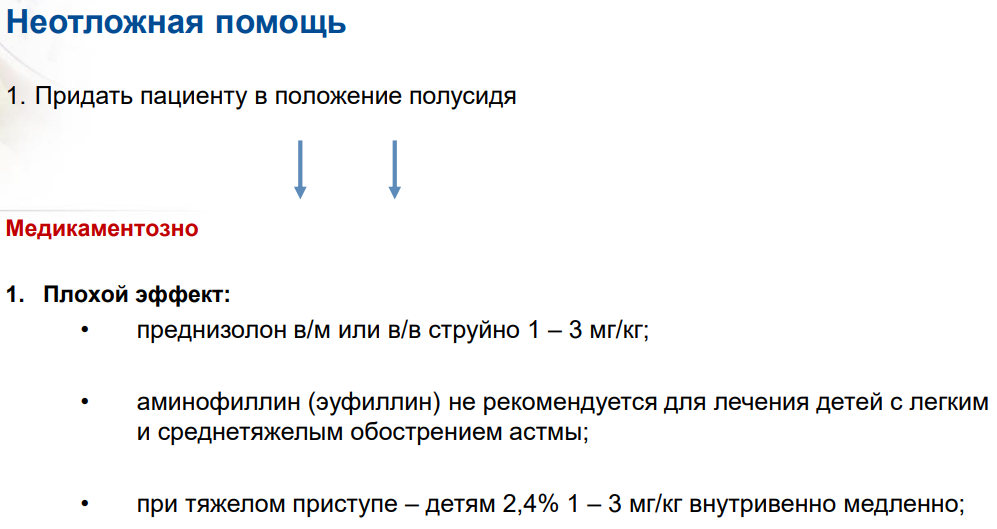 Неотложная помощь
1. Придать пациенту в положение полусидя
Медикаментозно
1. Плохой эффект:
• преднизолон в/м или в/в струйно 1 – 3 мг/кг;
• аминофиллин (эуфиллин) не рекомендуется для лечения детей с легким
и среднетяжелым обострением астмы;
• при тяжелом приступе – детям 2,4% 1 – 3 мг/кг внутривенно медленно;